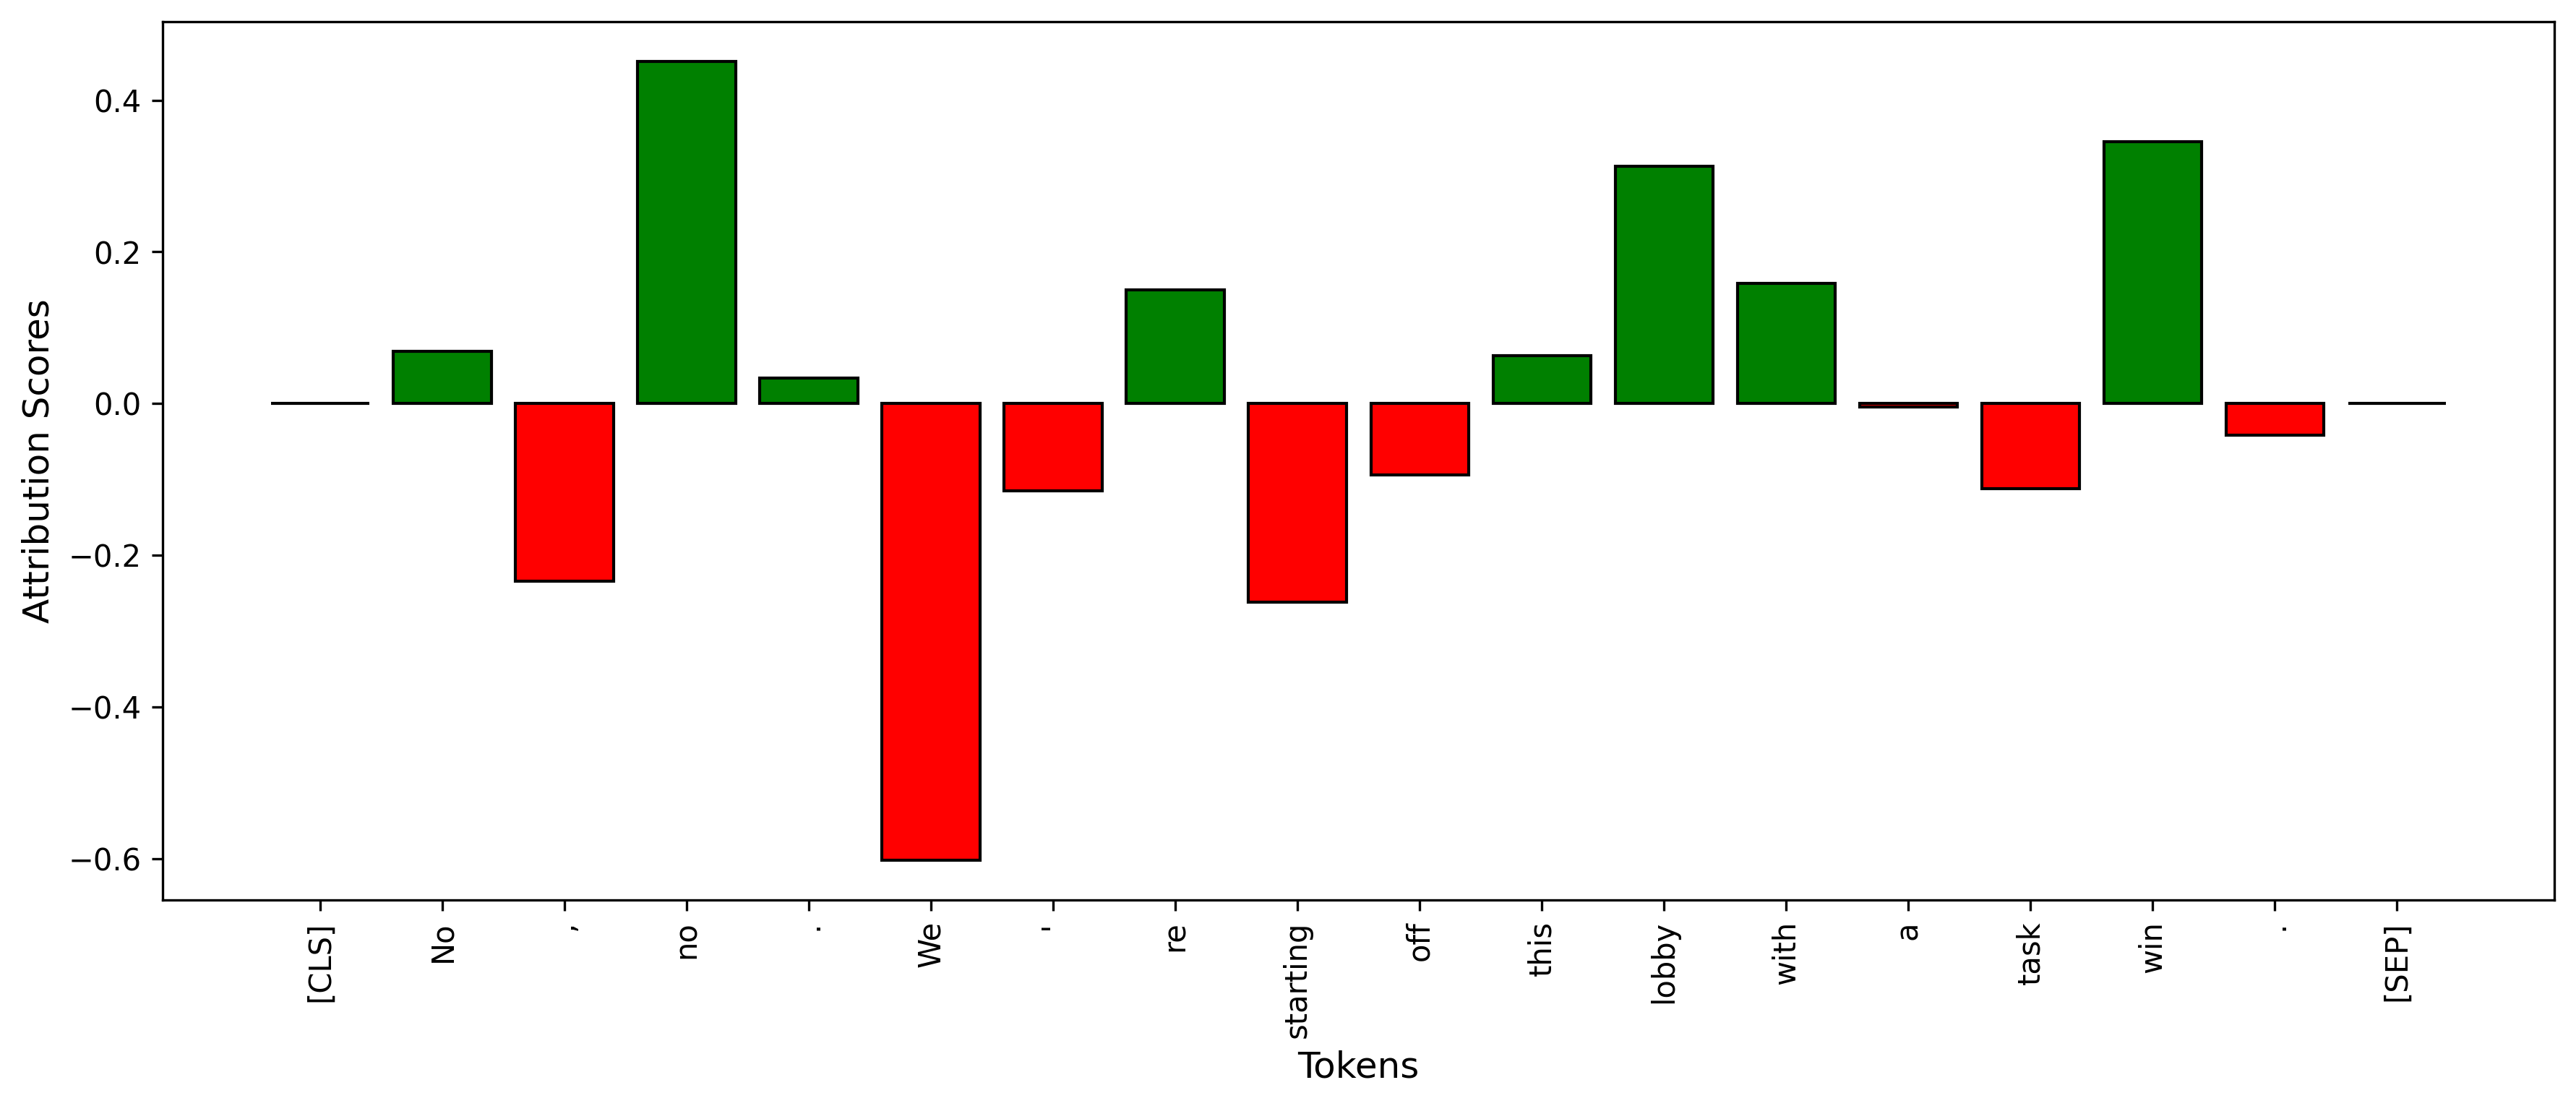 Attribution Scores
0.4
0.2
0.0
−0.2
−0.4
−0.6
[CLS]
No
,
no
.
We
'
re
starting
off
this
lobby
with
a
task
win
.
[SEP]
Tokens